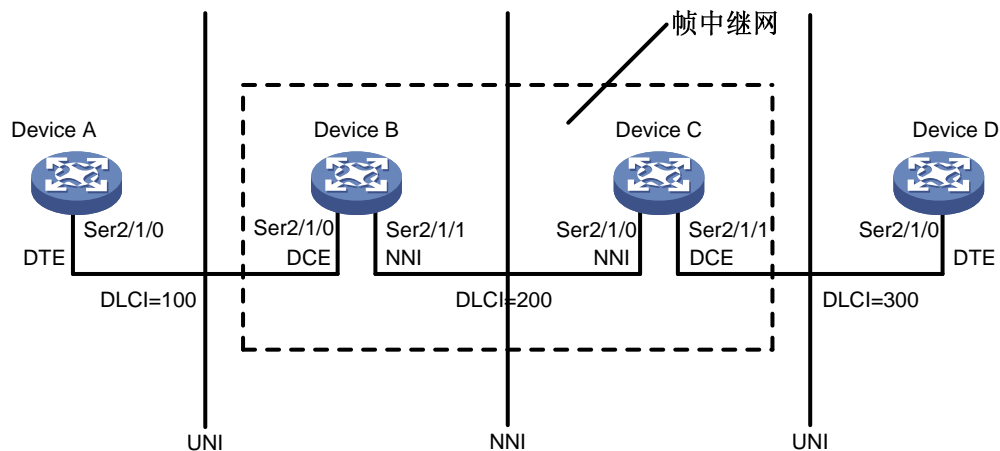 帧中继网
Device A
Device B
Device C
Device D
Ser2/1/0
Ser2/1/0
Ser2/1/1
Ser2/1/0
Ser2/1/1
Ser2/1/0
DTE
DCE
NNI
NNI
DCE
DTE
DLCI=100
DLCI=200
DLCI=300
UNI
NNI
UNI